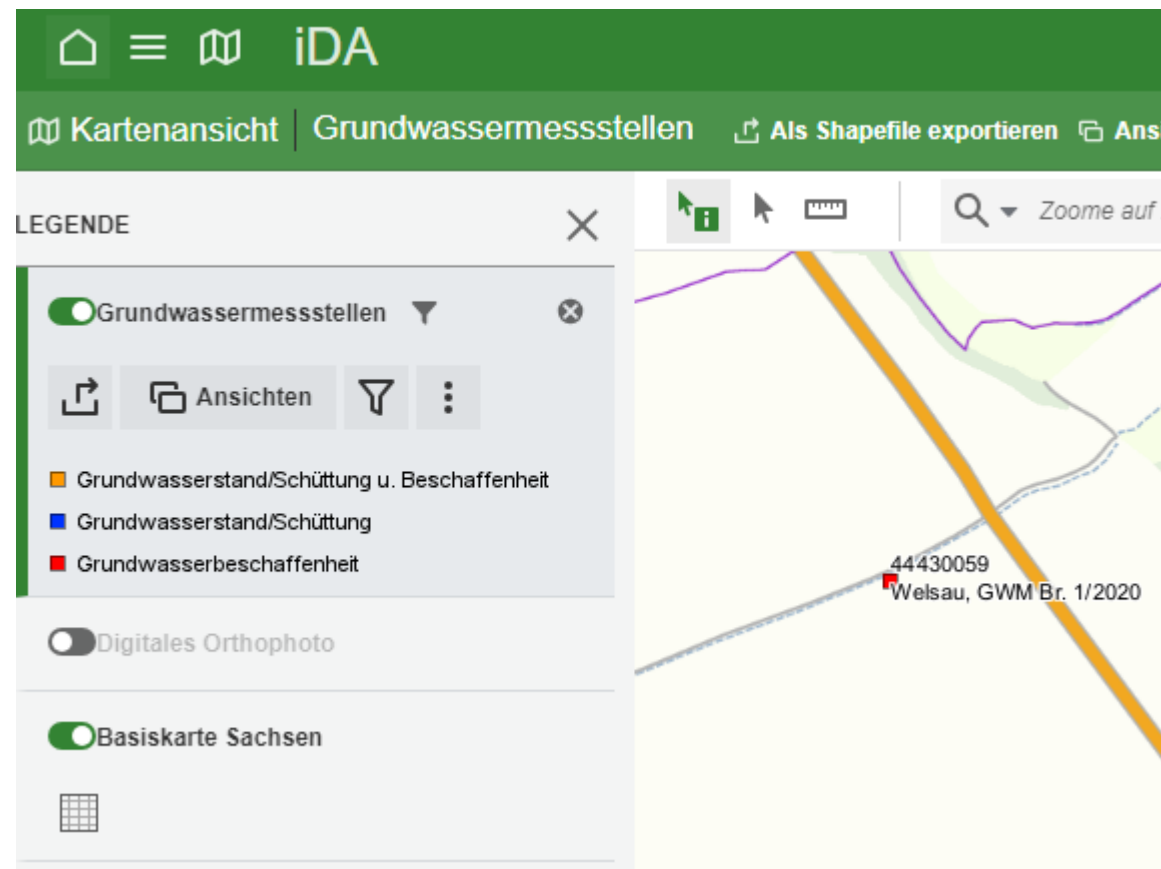 iDA
Kartenansicht Grundwassermessstellen Als Shapefile exportieren Ans
LEGENDE
Zoome auf
Grundwassermessstellen
Ansichten
Grundwasserstand/Schüttung u. Beschaffenheit
Grundwasserstand/Schüttung
Grundwasserbeschaffenheit
Digitales Orthophoto
Basiskarte Sachsen
44430059
Welsau, GWM Br. 1/2020